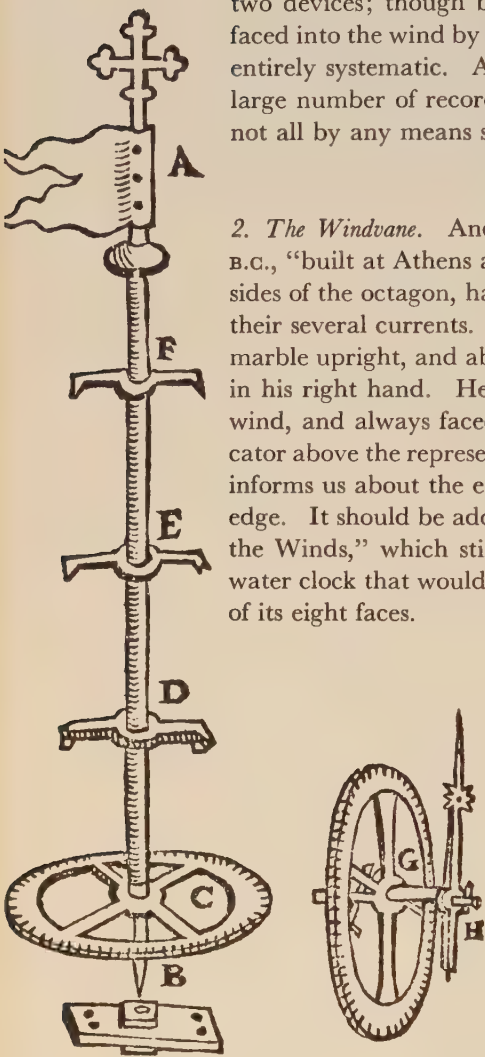 two devices; though b
faced into the wind by
entirely systematic. A
large number of recor
not all by any means s
A
2. The Windvane. And
B.C., “built at Athens a
sides of the octagon, ha
their several currents.
marble upright, and ab
in his right hand. He
wind, and always face
cator above the represe
informs us about the e
edge. It should be add
the Winds,” which sti
water clock that would
of its eight faces.
F
E
D
C
B
G
H